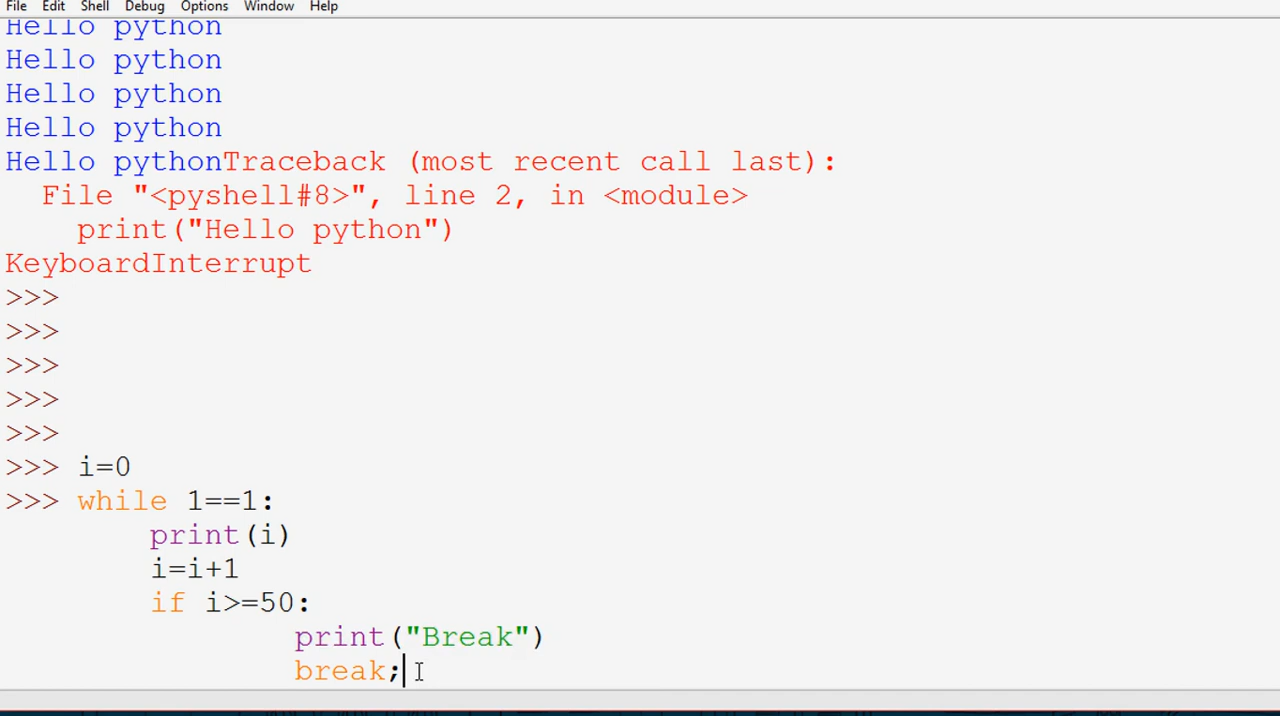 File Edit Shell Debug Options Window Help
Hello python
Hello python
Hello python
Hello python
Hello pythonTraceback (most recent call last):
  File "<pyshell#8>", line 2, in <module>
    print("Hello python")
KeyboardInterrupt
>>>
>>>
>>>
>>>
>>>
>>> i=0
>>> while 1==1:
        print(i)
        i=i+1
        if i>=50:
                print("Break")
                break;